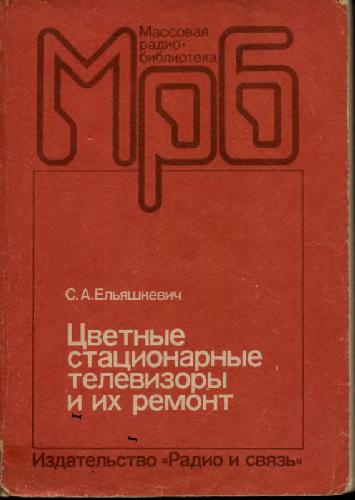 Массовая
радио-
библиотека
МРБ
С.А.Ельяшкевич
Цветные
стационарные
телевизоры
и их ремонт
Издательство «Радио и связь»